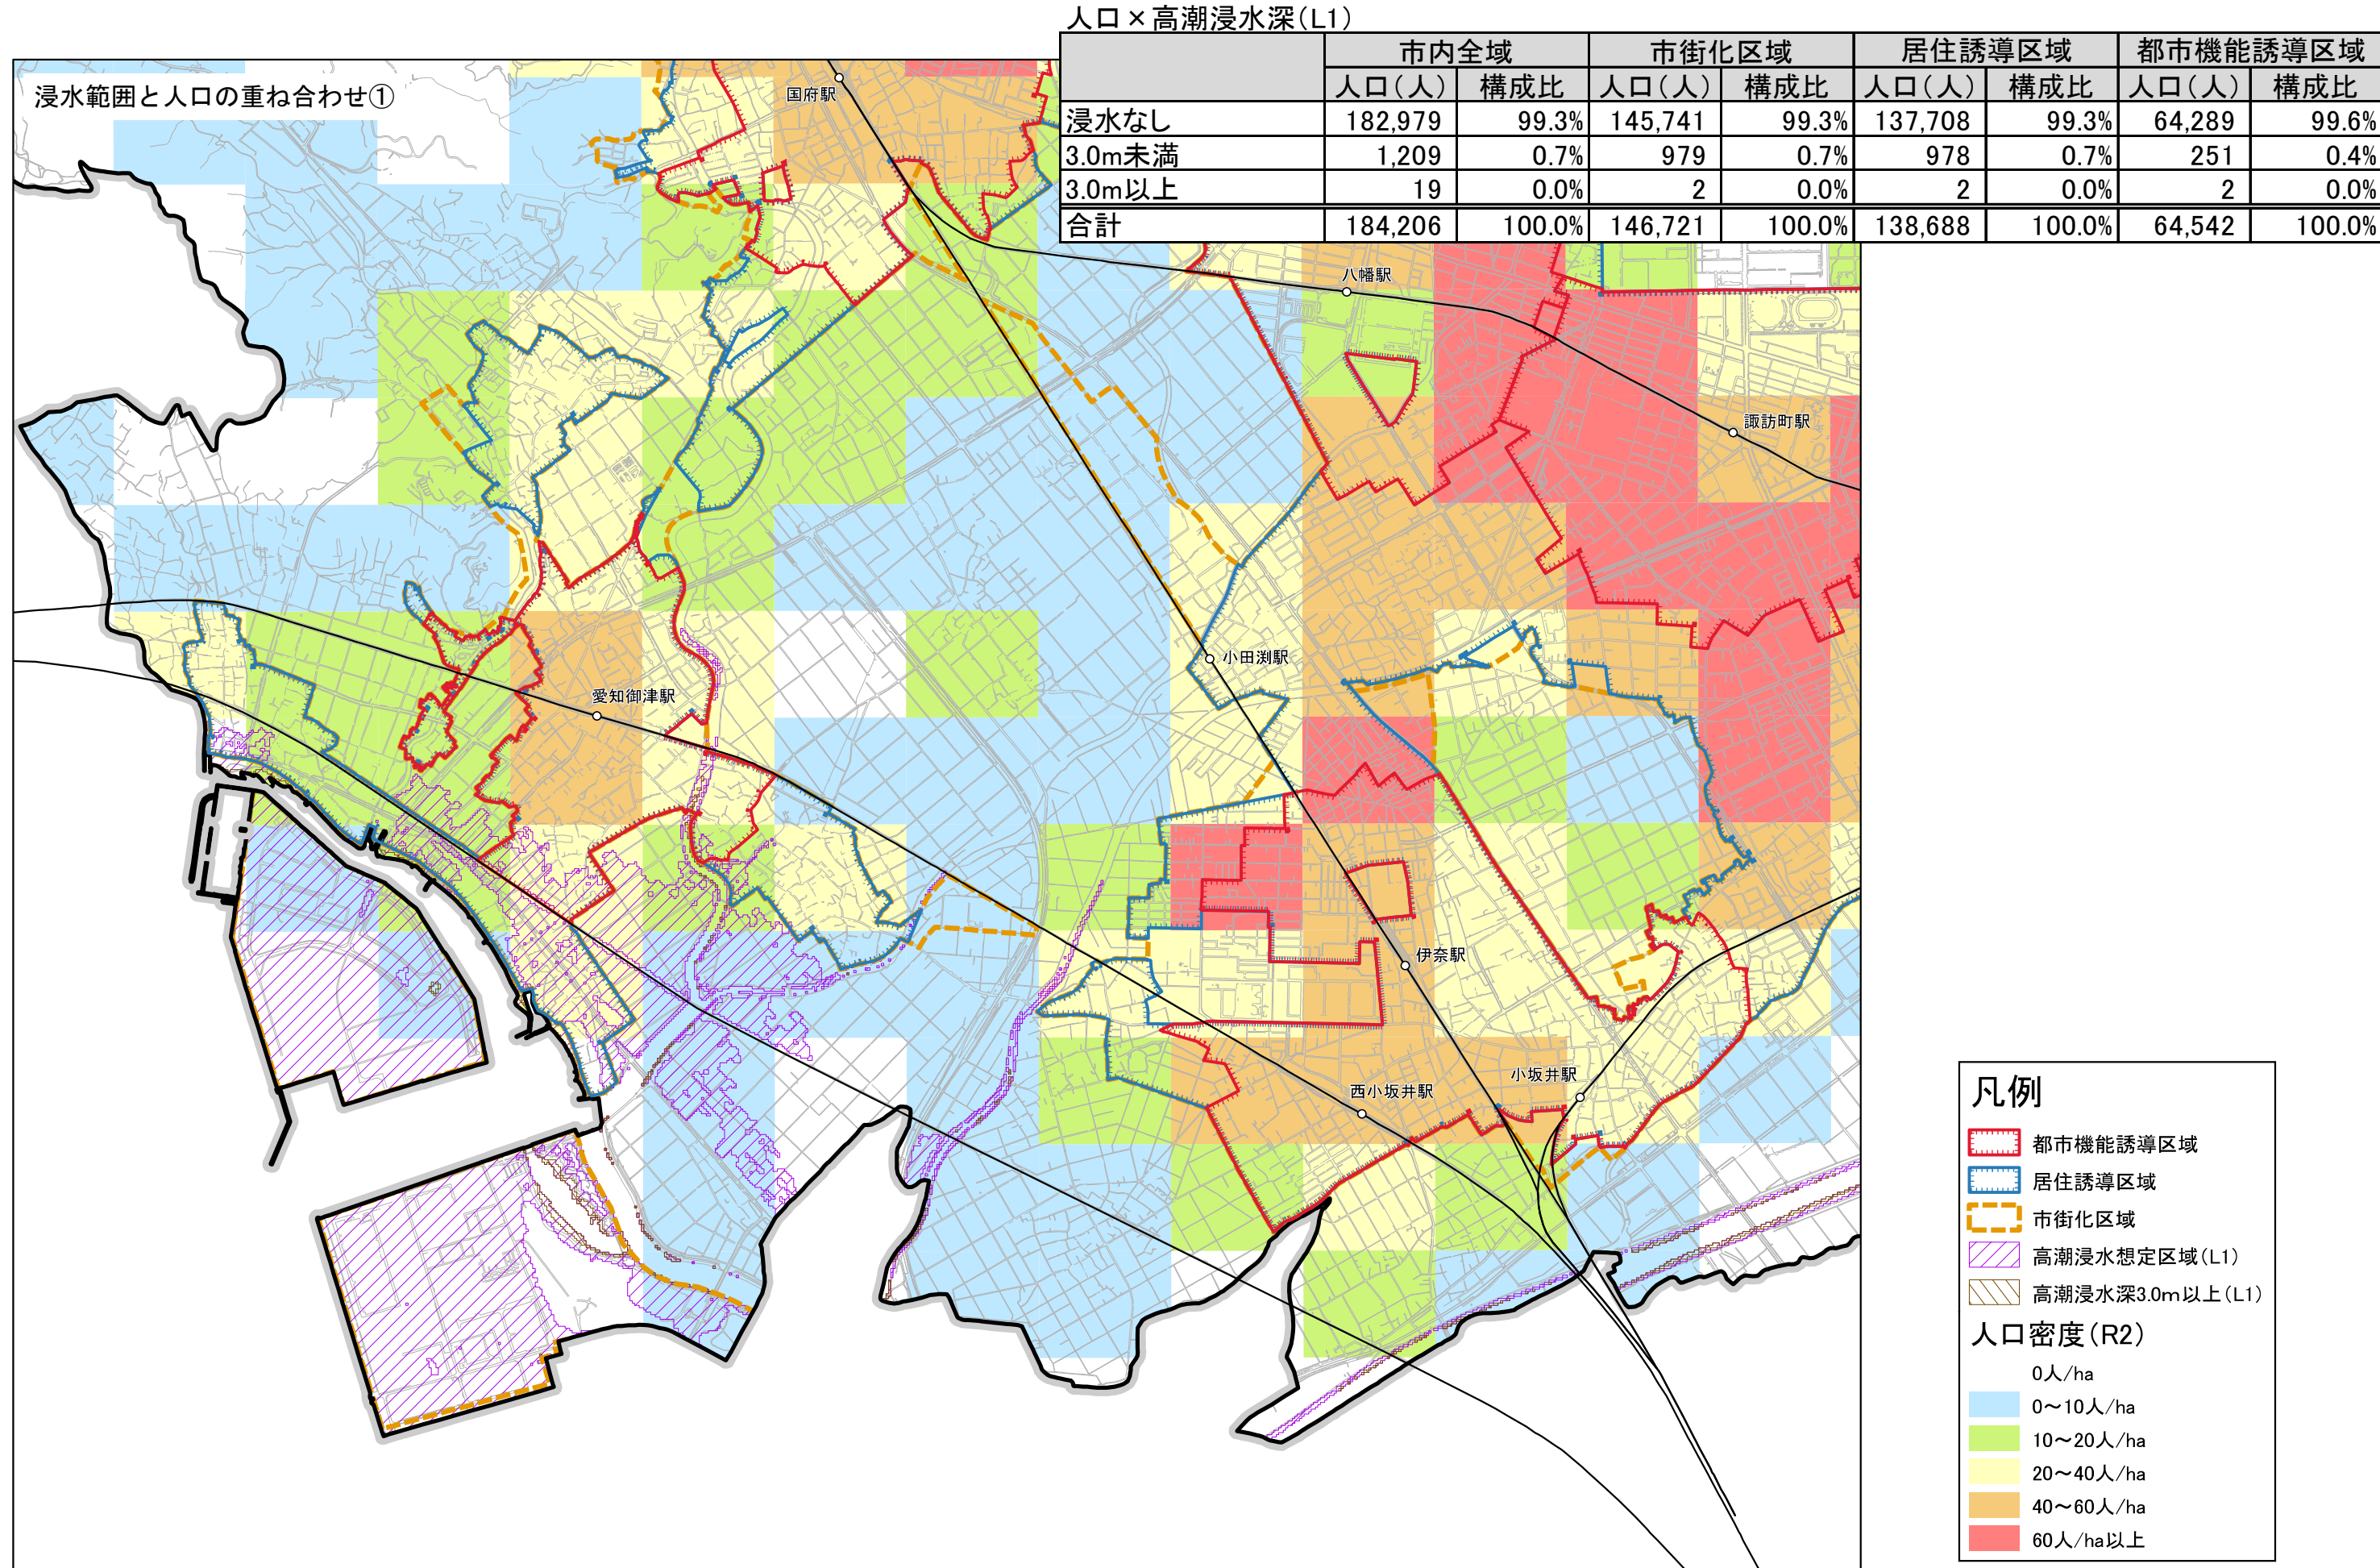 人口×高潮浸水深(L1)
市内全域 市街化区域 居住誘導区域 都市機能誘導区域
人口(人) 構成比 人口(人) 構成比 人口(人) 構成比 人口(人) 構成比
浸水なし 182,979 99.3% 145,741 99.3% 137,708 99.3% 64,289 99.6%
3.0m未満 1,209 0.7% 979 0.7% 978 0.7% 251 0.4%
3.0m以上 19 0.0% 2 0.0% 2 0.0% 2 0.0%
合計 184,206 100.0% 146,721 100.0% 138,688 100.0% 64,542 100.0%
浸水範囲と人口の重ね合わせ①
国府駅
八幡駅
諏訪町駅
小田渕駅
愛知御津駅
伊奈駅
小坂井駅
西小坂井駅
凡例
都市機能誘導区域
居住誘導区域
市街化区域
高潮浸水想定区域(L1)
高潮浸水深3.0m以上(L1)
人口密度(R2)
0人/ha
0~10人/ha
10~20人/ha
20~40人/ha
40~60人/ha
60人/ha以上